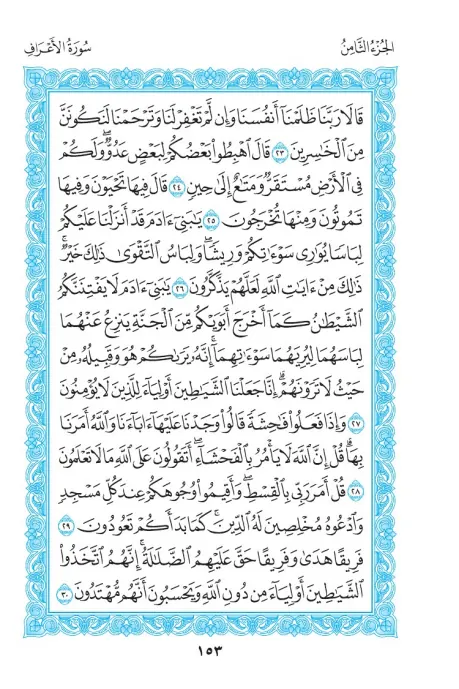 الجُزْءُ الثَّامِنُ
سُورَةُ الأَعْرَافِ
قَالَا رَبَّنَا ظَلَمْنَآ أَنفُسَنَا وَإِن لَّمْ تَغْفِرْ لَنَا وَتَرْحَمْنَا لَنَكُونَنَّ
مِنَ ٱلْخَٰسِرِينَ ٢٣ قَالَ ٱهْبِطُوا۟ بَعْضُكُمْ لِبَعْضٍ عَدُوٌّ ۖ وَلَكُمْ
فِى ٱلْأَرْضِ مُسْتَقَرٌّ وَمَتَٰعٌ إِلَىٰ حِينٍ ٢٤ قَالَ فِيهَا تَحْيَوْنَ وَفِيهَا
تَمُوتُونَ وَمِنْهَا تُخْرَجُونَ ٢٥ يَٰبَنِىٓ ءَادَمَ قَدْ أَنزَلْنَا عَلَيْكُمْ
لِبَاسًا يُوَٰرِى سَوْءَٰتِكُمْ وَرِيشًا ۖ وَلِبَاسُ ٱلتَّقْوَىٰ ذَٰلِكَ خَيْرٌ ۚ
ذَٰلِكَ مِنْ ءَايَٰتِ ٱللَّهِ لَعَلَّهُمْ يَذَّكَّرُونَ ٢٦ يَٰبَنِىٓ ءَادَمَ لَا يَفْتِنَنَّكُمُ
ٱلشَّيْطَٰنُ كَمَآ أَخْرَجَ أَبَوَيْكُم مِّنَ ٱلْجَنَّةِ يَنزِعُ عَنْهُمَا
لِبَاسَهُمَا لِيُرِيَهُمَا سَوْءَٰتِهِمَآ ۗ إِنَّهُۥ يَرَىٰكُمْ هُوَ وَقَبِيلُهُۥ مِنْ
حَيْثُ لَا تَرَوْنَهُمْ ۗ إِنَّا جَعَلْنَا ٱلشَّيَٰطِينَ أَوْلِيَآءَ لِلَّذِينَ لَا يُؤْمِنُونَ
٢٧ وَإِذَا فَعَلُوا۟ فَٰحِشَةً قَالُوا۟ وَجَدْنَا عَلَيْهَآ ءَابَآءَنَا وَٱللَّهُ أَمَرَنَا
بِهَا ۗ قُلْ إِنَّ ٱللَّهَ لَا يَأْمُرُ بِٱلْفَحْشَآءِ ۖ أَتَقُولُونَ عَلَى ٱللَّهِ مَا لَا تَعْلَمُونَ
٢٨ قُلْ أَمَرَ رَبِّى بِٱلْقِسْطِ ۖ وَأَقِيمُوا۟ وُجُوهَكُمْ عِندَ كُلِّ مَسْجِدٍ
وَٱدْعُوهُ مُخْلِصِينَ لَهُ ٱلدِّينَ ۚ كَمَا بَدَأَكُمْ تَعُودُونَ ٢٩
فَرِيقًا هَدَىٰ وَفَرِيقًا حَقَّ عَلَيْهِمُ ٱلضَّلَٰلَةُ ۗ إِنَّهُمُ ٱتَّخَذُوا۟
ٱلشَّيَٰطِينَ أَوْلِيَآءَ مِن دُونِ ٱللَّهِ وَيَحْسَبُونَ أَنَّهُم مُّهْتَدُونَ ٣٠
١٥٣